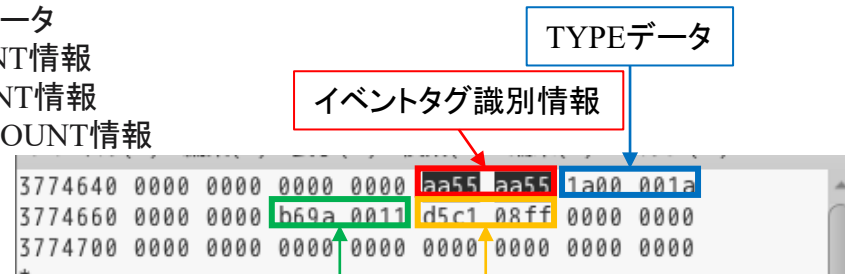 ータ
NT情報
NT情報
OUNT情報
TYPEデータ
イベントタグ識別情報
3774640 0000 0000 0000 0000 aa55 aa55 1a00 001a
3774660 0000 0000 b69a 0011 d5c1 08ff 0000 0000
3774700 0000 0000 0000 0000 0000 0000 0000 0000
*